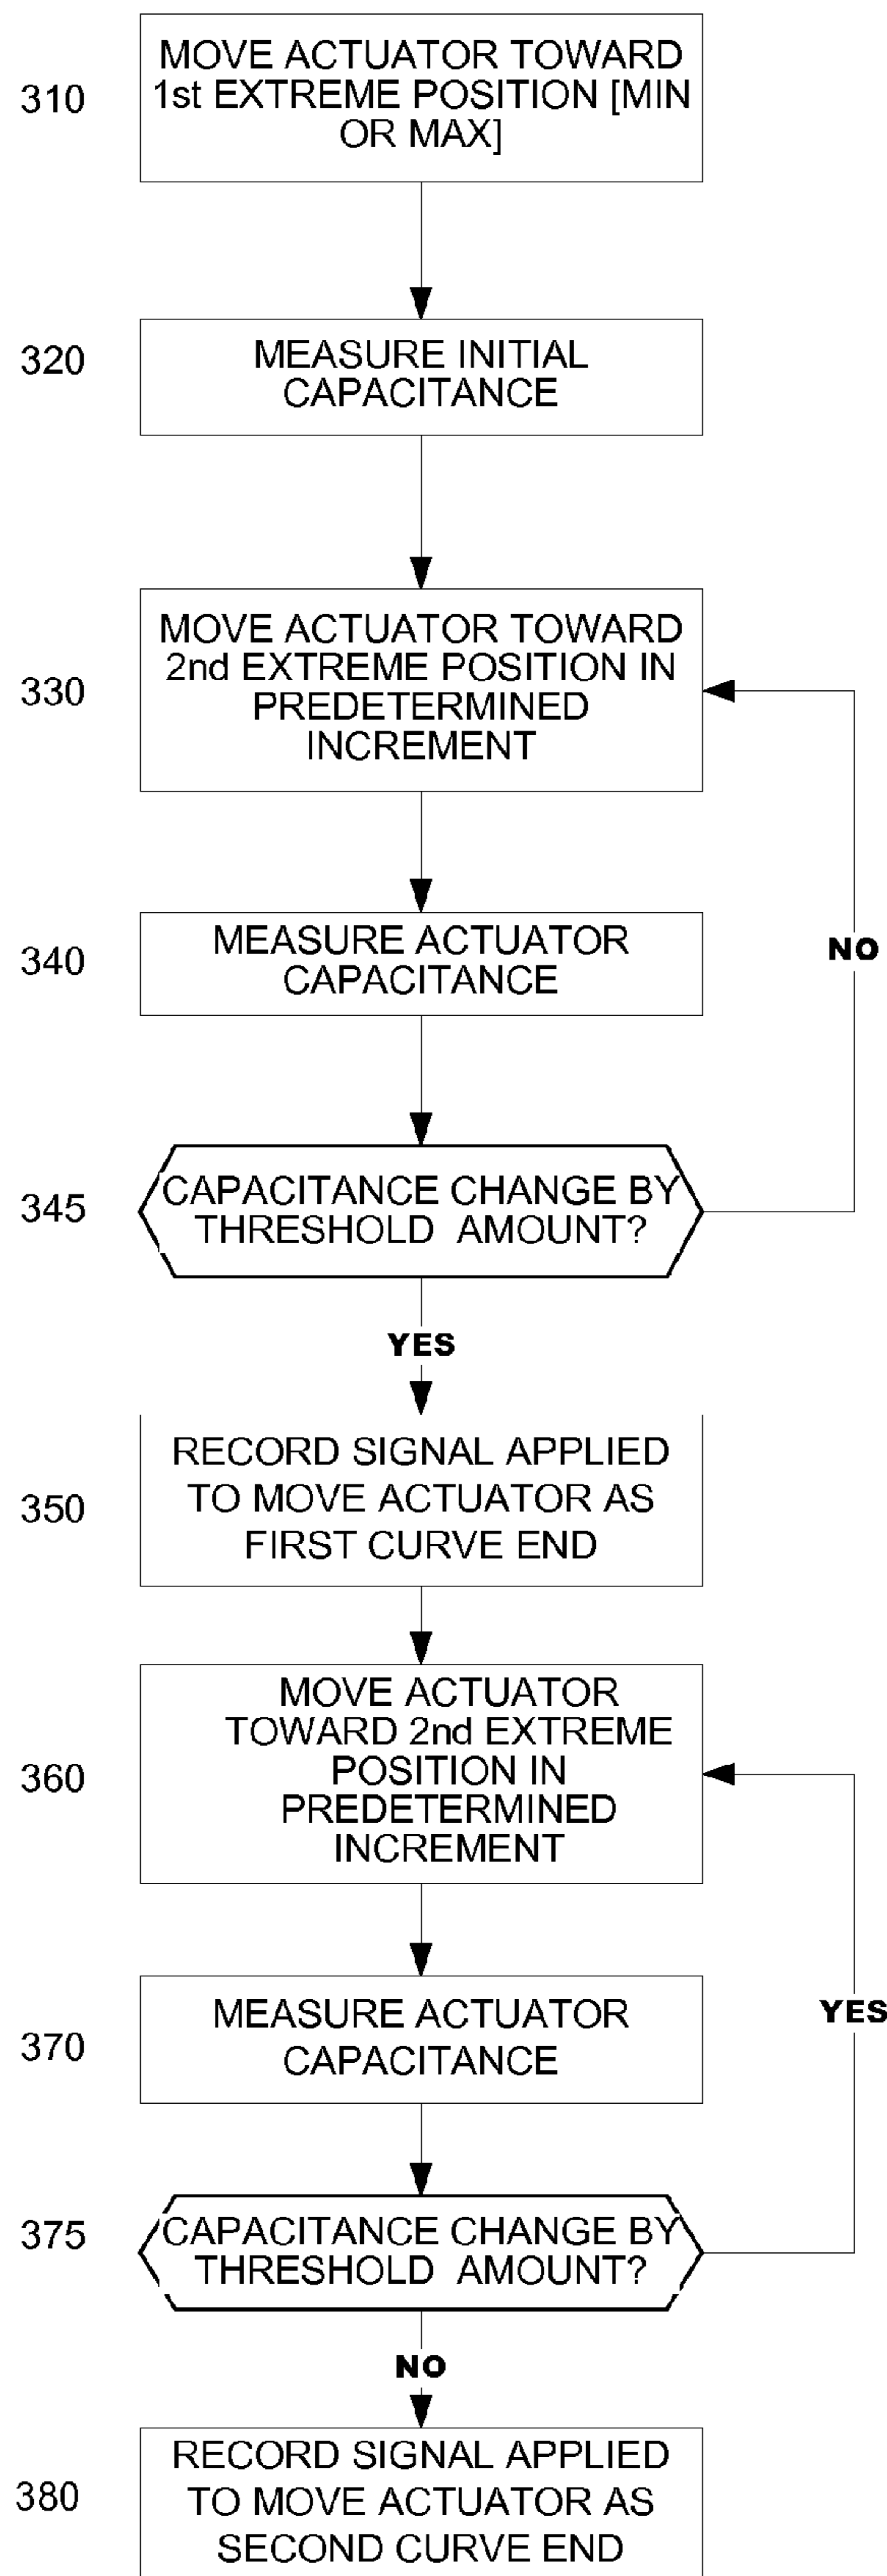 310
MOVE ACTUATOR TOWARD
1st EXTREME POSITION [MIN
OR MAX]
320
MEASURE INITIAL
CAPACITANCE
330
MOVE ACTUATOR TOWARD
2nd EXTREME POSITION IN
PREDETERMINED
INCREMENT
340
MEASURE ACTUATOR
CAPACITANCE
NO
345
CAPACITANCE CHANGE BY
THRESHOLD AMOUNT?
YES
350
RECORD SIGNAL APPLIED
TO MOVE ACTUATOR AS
FIRST CURVE END
360
MOVE ACTUATOR
TOWARD 2nd EXTREME
POSITION IN
PREDETERMINED
INCREMENT
370
MEASURE ACTUATOR
CAPACITANCE
YES
375
CAPACITANCE CHANGE BY
THRESHOLD AMOUNT?
NO
380
RECORD SIGNAL APPLIED
TO MOVE ACTUATOR AS
SECOND CURVE END